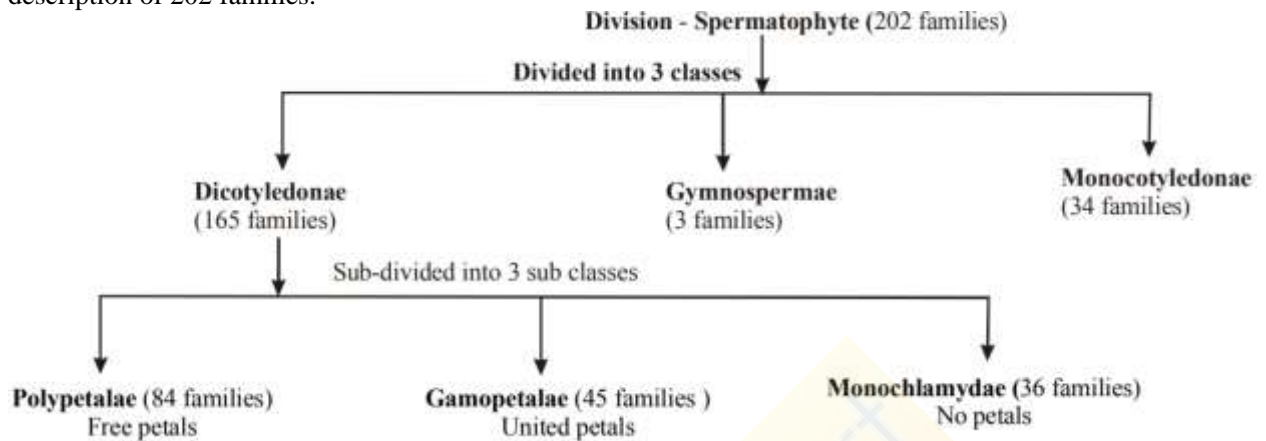 description of 202 families.
Division - Spermatophyte (202 families)
Divided into 3 classes
Dicotyledonae
(165 families)
Gymnospermae
(3 families)
Monocotyledonae
(34 families)
Sub-divided into 3 sub classes
Polypetalae (84 families)
Free petals
Gamopetalae (45 families )
United petals
Monochlamydae (36 families)
No petals